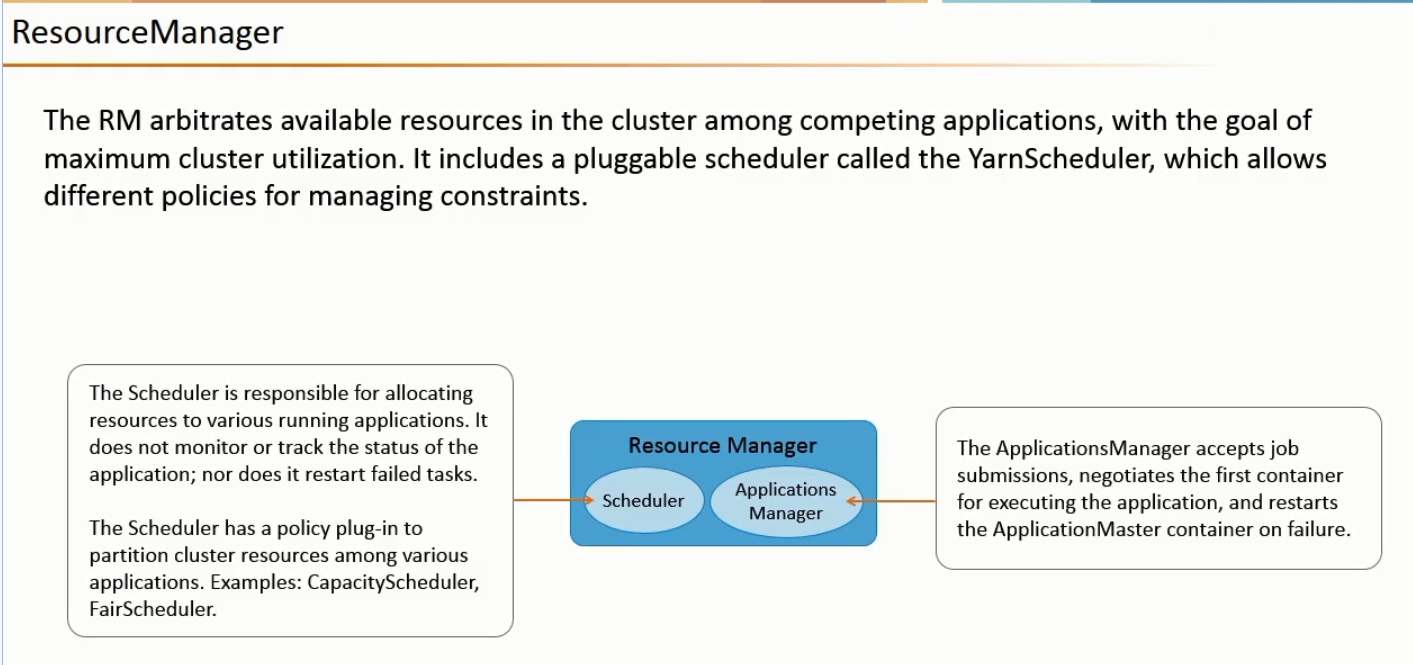 ResourceManager
The RM arbitrates available resources in the cluster among competing applications, with the goal of
maximum cluster utilization. It includes a pluggable scheduler called the YarnScheduler, which allows
different policies for managing constraints.
The Scheduler is responsible for allocating
resources to various running applications. It
does not monitor or track the status of the
application; nor does it restart failed tasks.
The Scheduler has a policy plug-in to
partition cluster resources among various
applications. Examples: CapacityScheduler,
FairScheduler.
Resource Manager
Scheduler
Applications
Manager
The ApplicationsManager accepts job
submissions, negotiates the first container
for executing the application, and restarts
the ApplicationMaster container on failure.